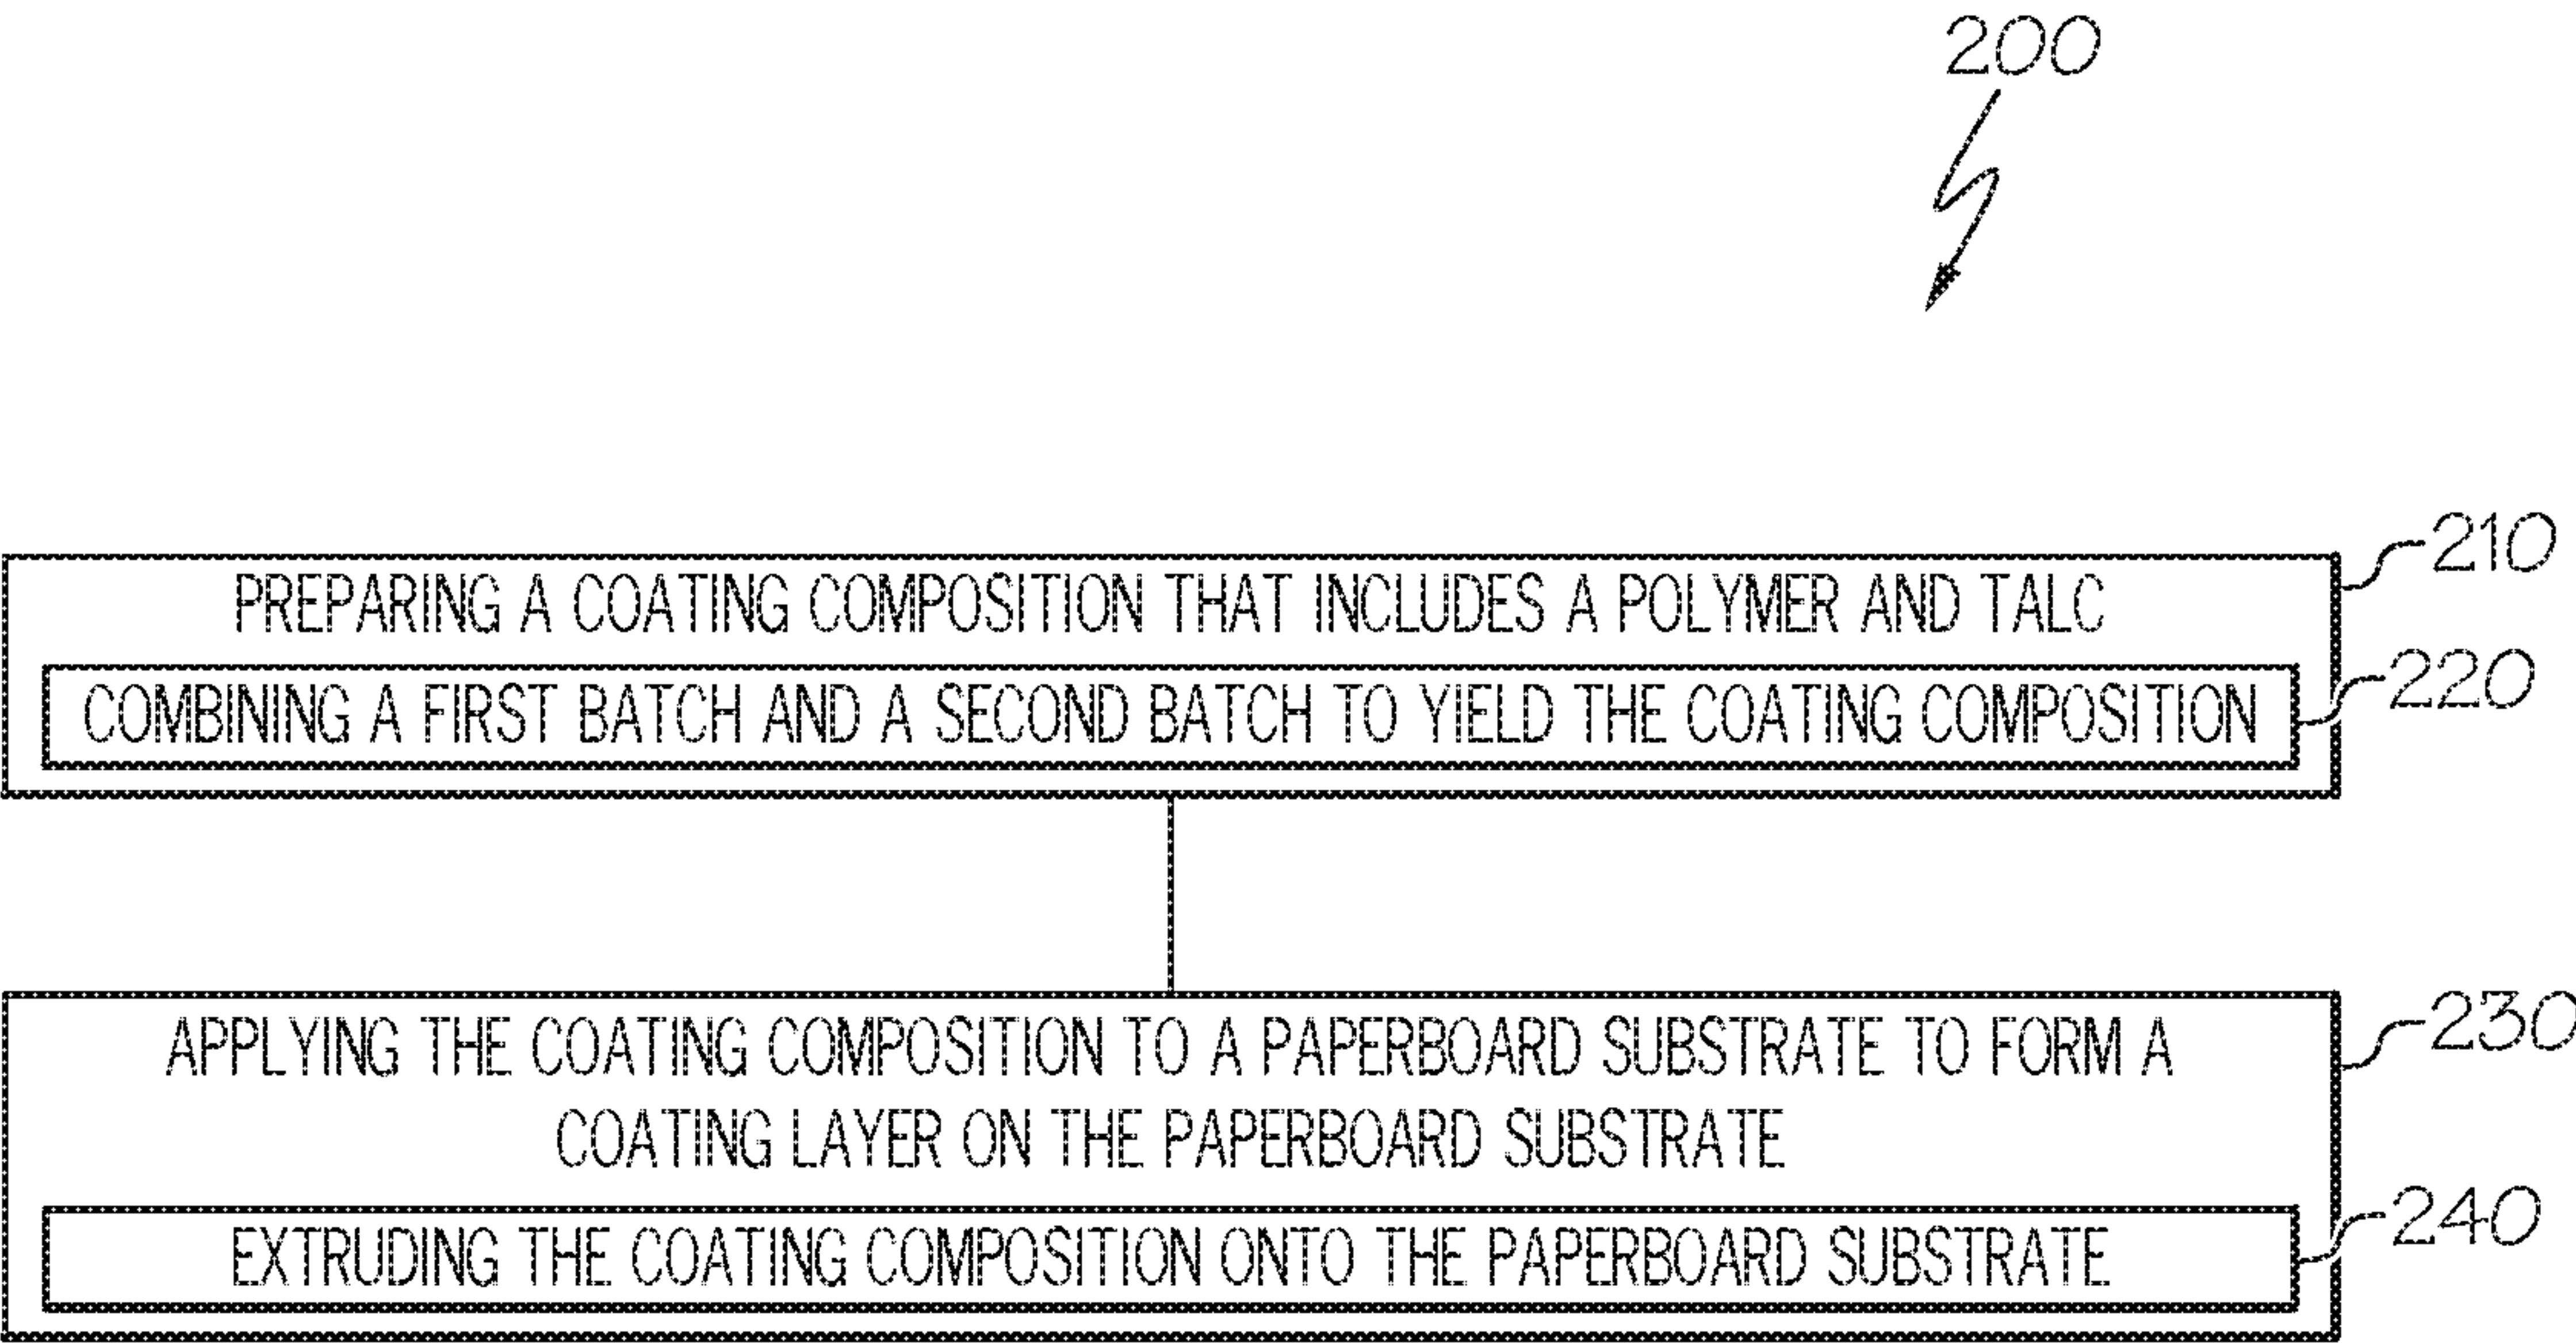 200
PREPARING A COATING COMPOSITION THAT INCLUDES A POLYMER AND TALC
210
COMBINING A FIRST BATCH AND A SECOND BATCH TO YIELD THE COATING COMPOSITION
220
APPLYING THE COATING COMPOSITION TO A PAPERBOARD SUBSTRATE TO FORM A
230
COATING LAYER ON THE PAPERBOARD SUBSTRATE
EXTRUDING THE COATING COMPOSITION ONTO THE PAPERBOARD SUBSTRATE
240